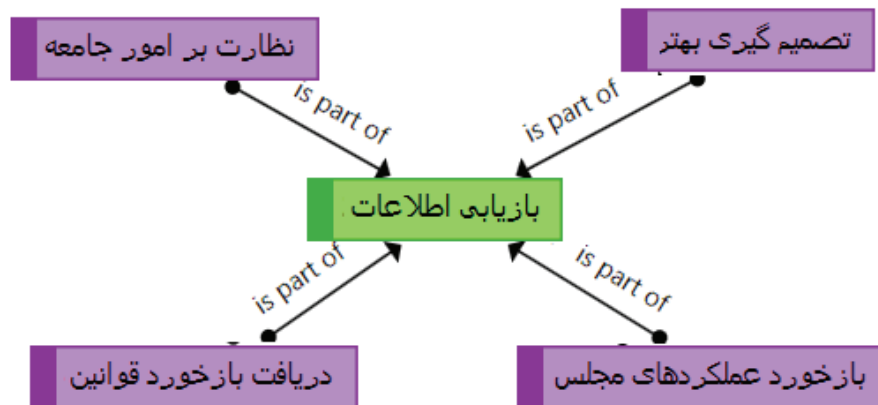 نظارت بر امور جامعه
تصمیم گیری بهتر
is part of
is part of
بازیابی اطلاعات
is part of
is part of
دریافت بازخورد قوانین
بازخورد عملکردهای مجلس